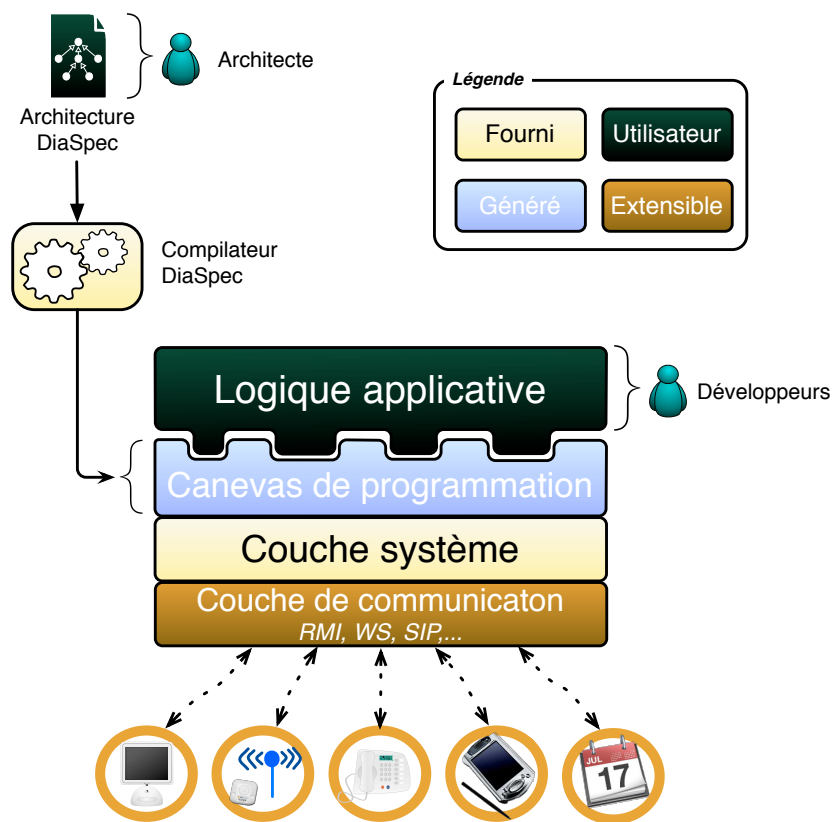 Architecte
Architecture
DiaSpec
Légende
Fourni
Utilisateur
Généré
Extensible
Compilateur
DiaSpec
Logique applicative
Développeurs
Canevas de programmation
Couche système
Couche de communicaton
RMI, WS, SIP,...
JUL
17